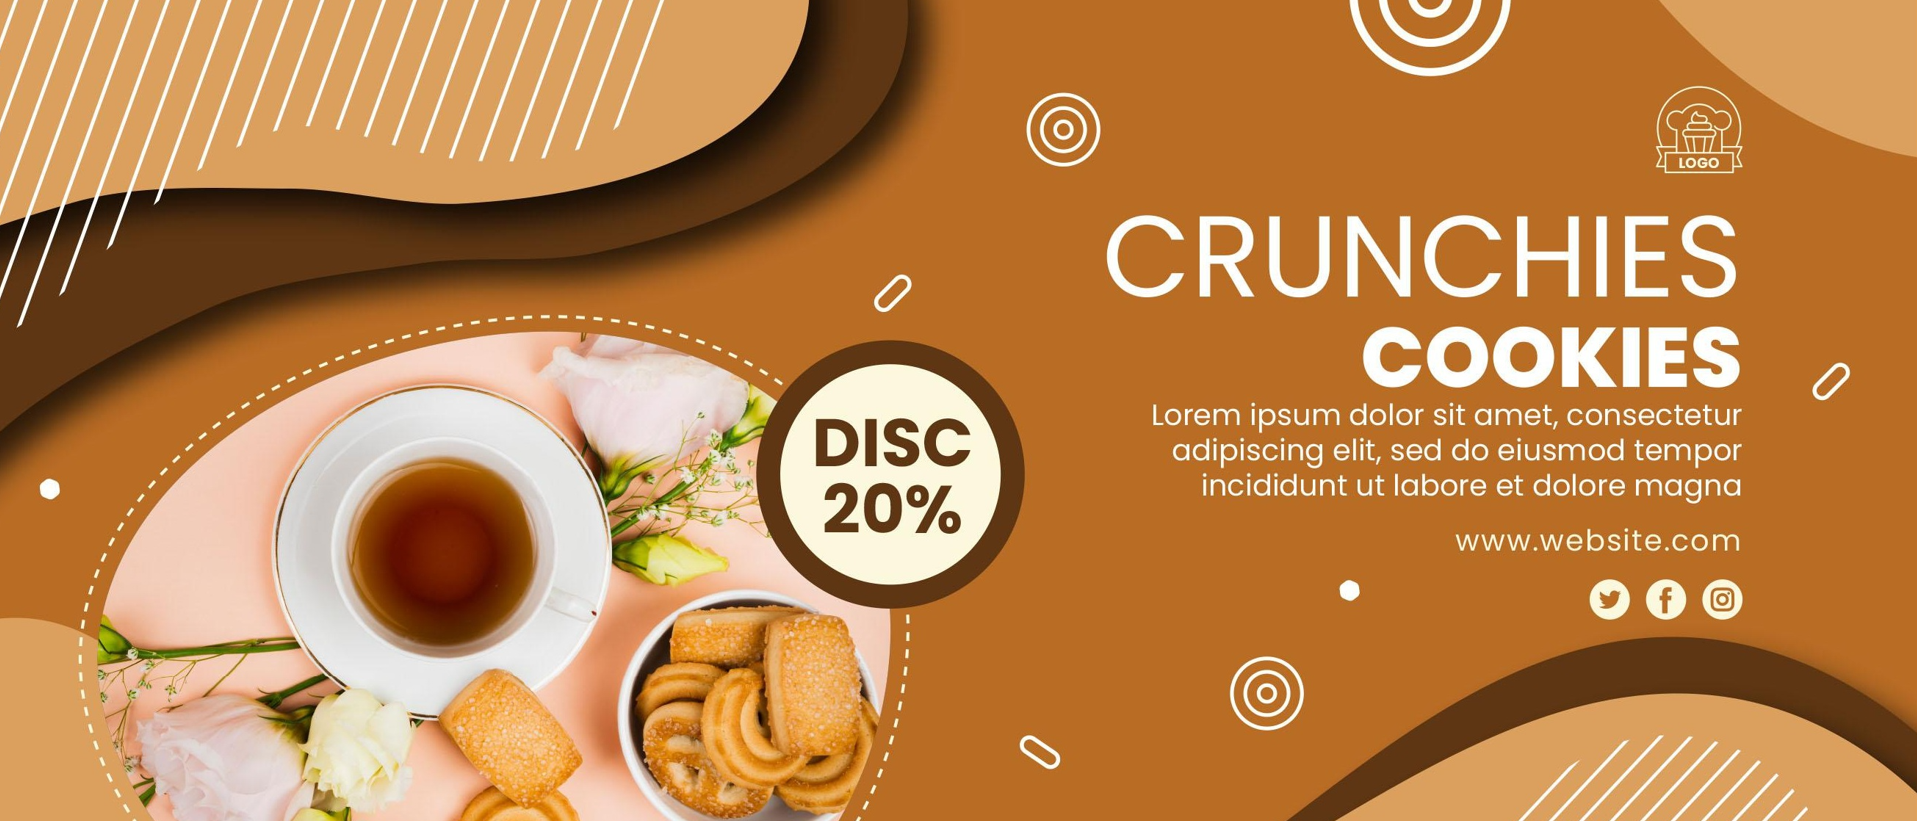 LOGO
CRUNCHIES
COOKIES
Lorem ipsum dolor sit amet, consectetur
adipiscing elit, sed do eiusmod tempor
incididunt ut labore et dolore magna
www.website.com
DISC
20%